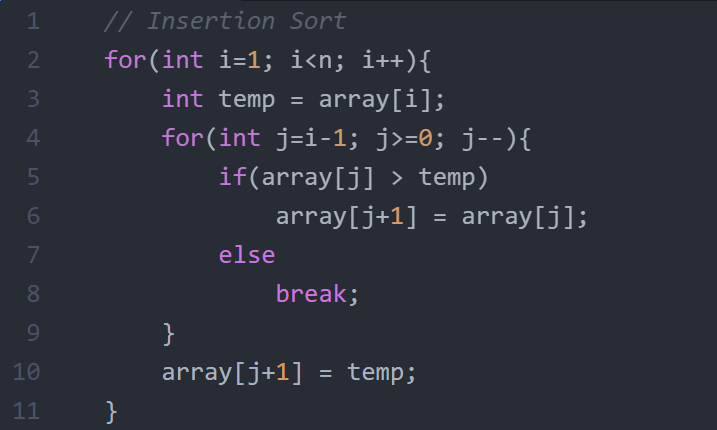 1 // Insertion Sort
2 for(int i=1; i<n; i++){
3     int temp = array[i];
4     for(int j=i-1; j>=0; j--){
5         if(array[j] > temp)
6             array[j+1] = array[j];
7         else
8             break;
9     }
10     array[j+1] = temp;
11 }